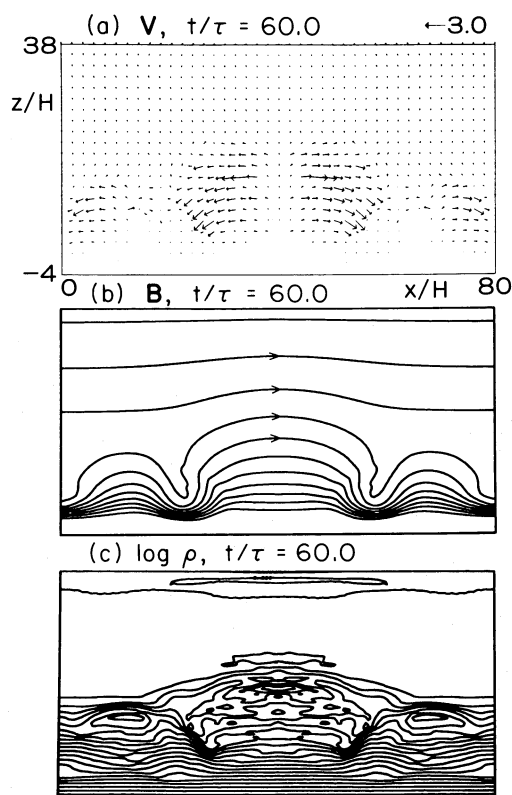 (a) V, t/τ = 60.0 ←3.0
38
z/H
-4
0 x/H 80
(b) B, t/τ = 60.0
(c) log ρ, t/τ = 60.0